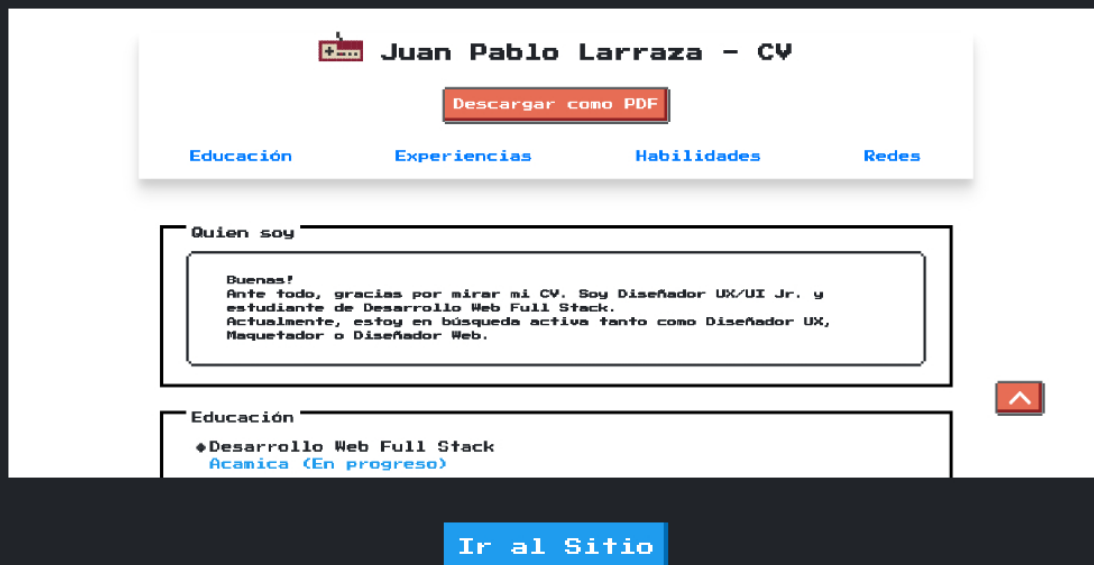 Juan Pablo Larraza - CV
Descargar como PDF
Educación Experiencias Habilidades Redes
Quien soy
Buenas!
Ante todo, gracias por mirar mi CV. Soy Diseñador UX/UI Jr. y
estudiante de Desarrollo Web Full Stack.
Actualmente, estoy en búsqueda activa tanto como Diseñador UX,
Maquetador o Diseñador Web.
Educación
Desarrollo Web Full Stack
Acamica (En progreso)
Ir al Sitio